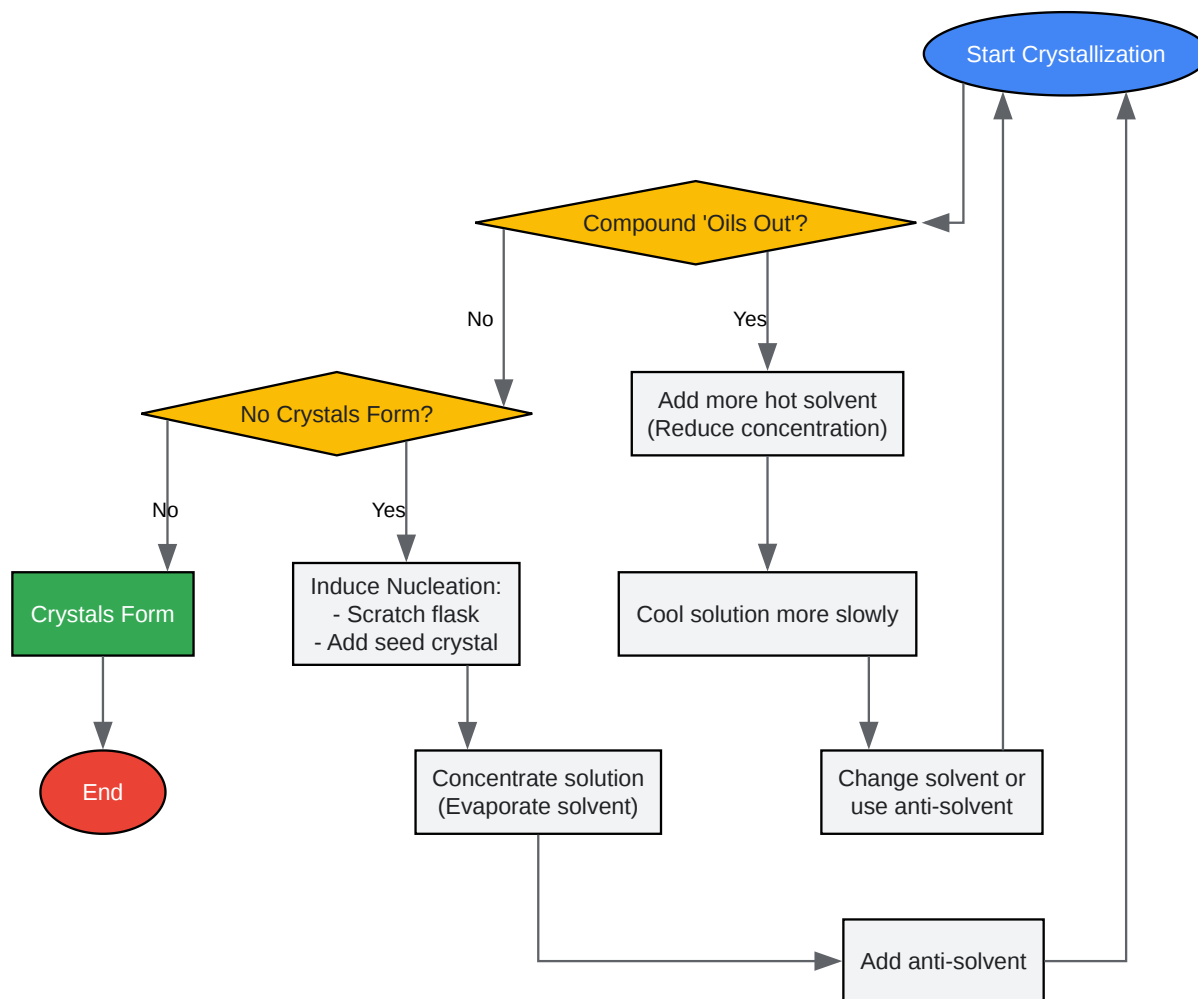 Start Crystallization
Compound 'Oils Out'?
No
Yes
No Crystals Form?
Add more hot solvent
(Reduce concentration)
No
Yes
Crystals Form
Induce Nucleation:
- Scratch flask
- Add seed crystal
Cool solution more slowly
End
Concentrate solution
(Evaporate solvent)
Change solvent or
use anti-solvent
Add anti-solvent